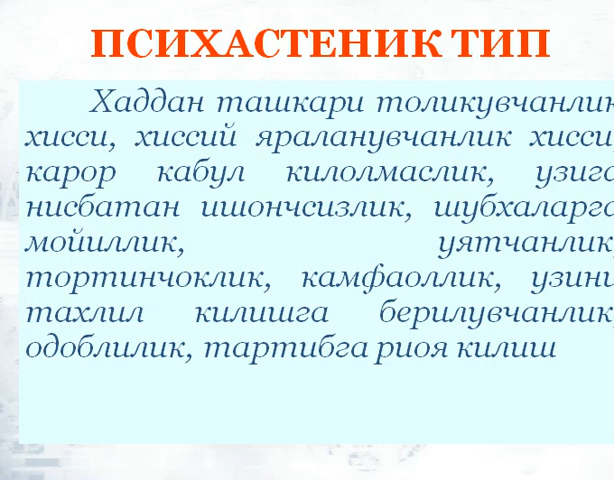 ПСИХАСТЕНИК ТИП
Хаддан ташкари толикувчанлик
хисси, хиссий яраланувчанлик хисси,
карор кабул килолмаслик, узига
нисбатан ишончсизлик, шубхаларга
мойиллик, уятчанлик,
тортинчоклик, камфаоллик, узини
тахлил килишга берилувчанлик,
одоблилик, тартибга риоя килиш